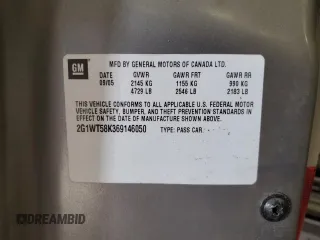 GM
MFD BY GENERAL MOTORS OF CANADA LTD.
DATE GVWR GAWR FRT GAWR RR
09/05 2145 KG 1155 KG 990 KG
4729 LB 2546 LB 2183 LB
THIS VEHICLE CONFORMS TO ALL APPLICABLE U.S. FEDERAL MOTOR
VEHICLE SAFETY, BUMPER, AND THEFT PREVENTION STANDARDS
IN EFFECT ON THE DATE OF MANUFACTURE SHOWN ABOVE.
2G1WT58K369146050 TYPE: PASS CAR
DREAMBID